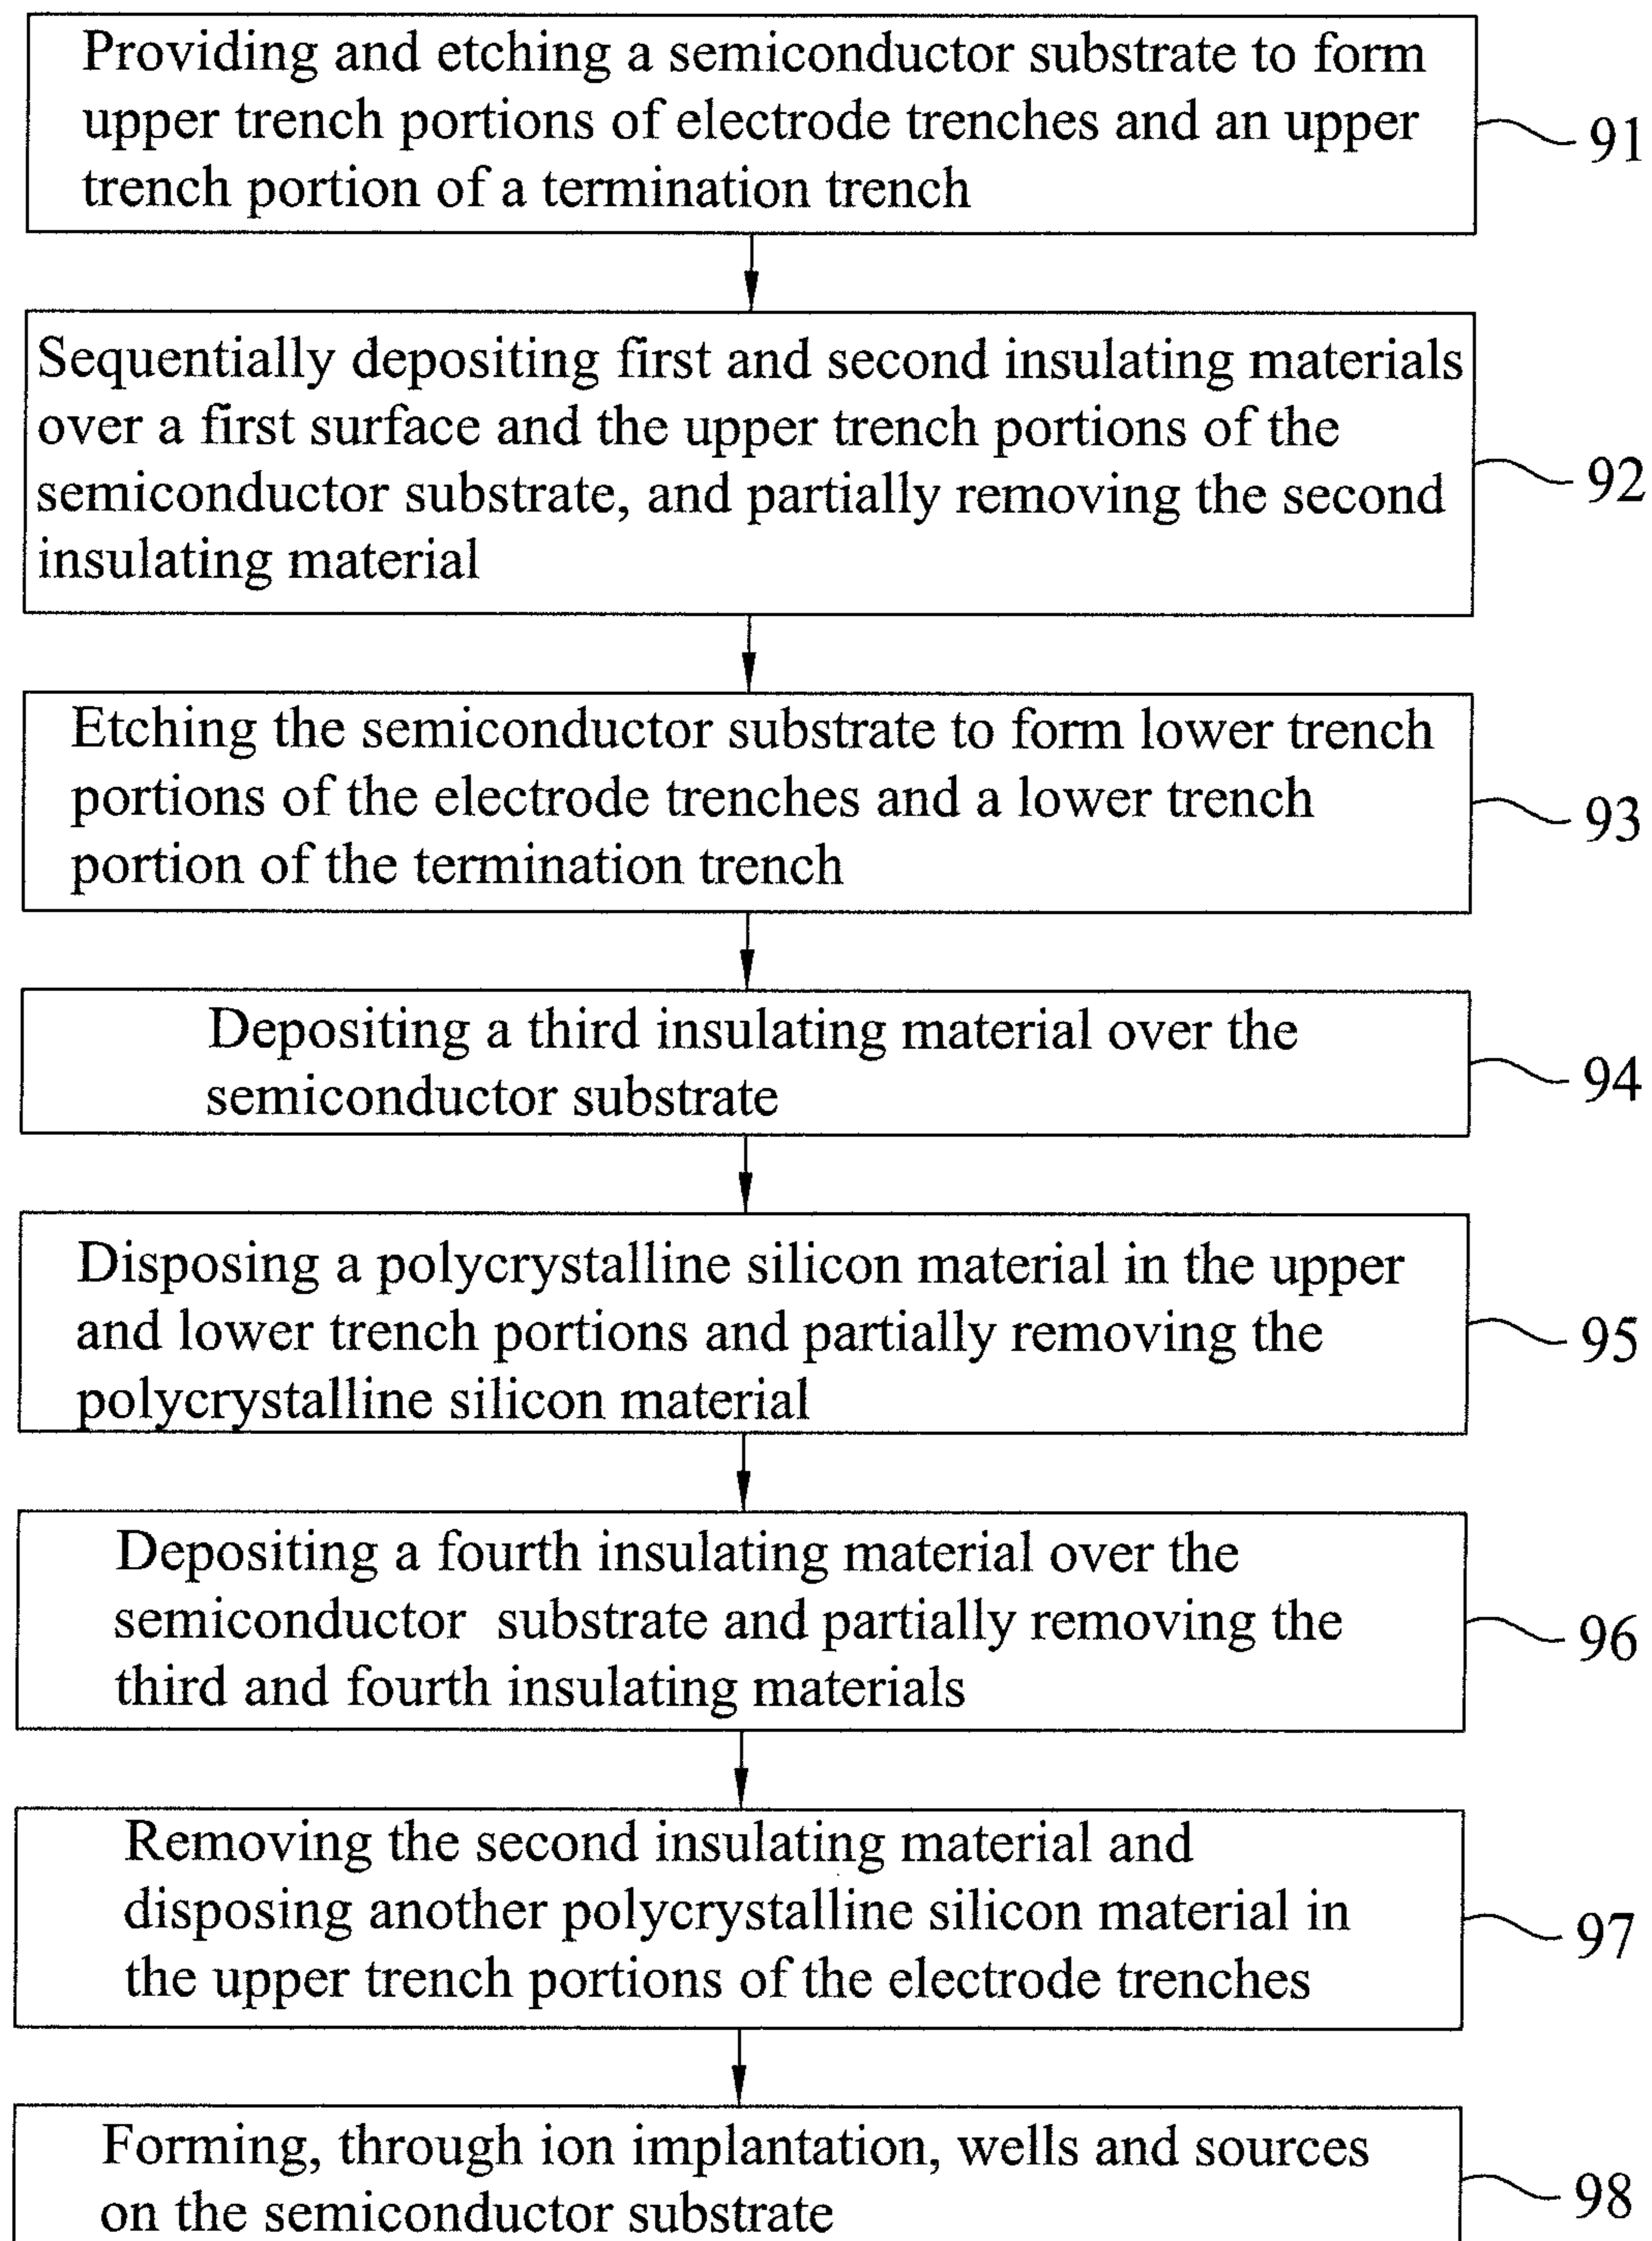 Providing and etching a semiconductor substrate to form
upper trench portions of electrode trenches and an upper
trench portion of a termination trench
91
Sequentially depositing first and second insulating materials
over a first surface and the upper trench portions of the
semiconductor substrate, and partially removing the second
insulating material
92
Etching the semiconductor substrate to form lower trench
portions of the electrode trenches and a lower trench
portion of the termination trench
93
Depositing a third insulating material over the
semiconductor substrate
94
Disposing a polycrystalline silicon material in the upper
and lower trench portions and partially removing the
polycrystalline silicon material
95
Depositing a fourth insulating material over the
semiconductor substrate and partially removing the
third and fourth insulating materials
96
Removing the second insulating material and
disposing another polycrystalline silicon material in
the upper trench portions of the electrode trenches
97
Forming, through ion implantation, wells and sources
on the semiconductor substrate
98